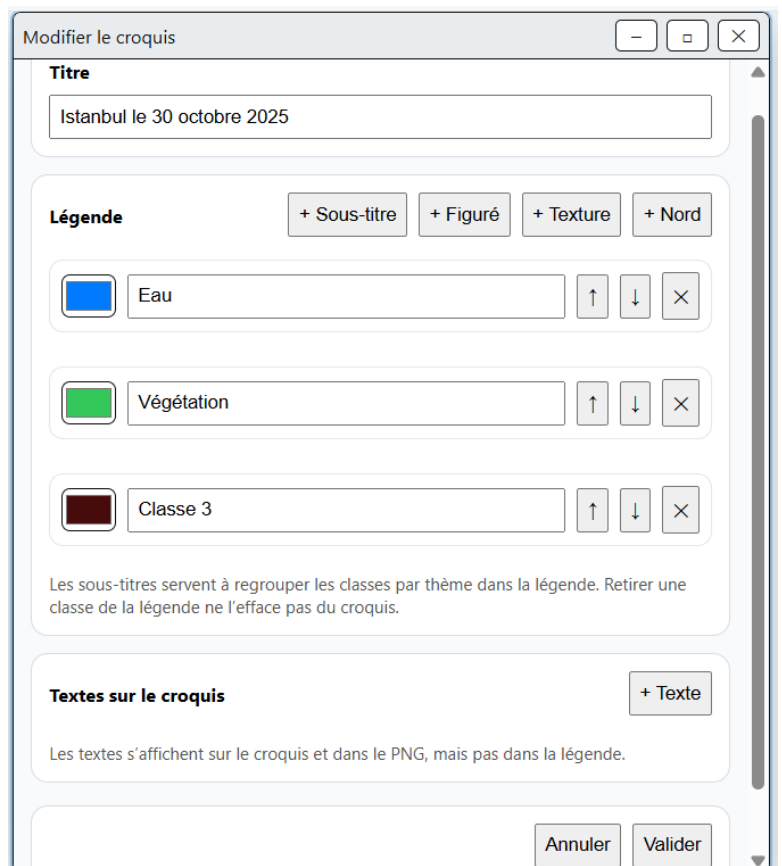 Modifier le croquis
Titre
Istanbul le 30 octobre 2025
Légende
+ Sous-titre
+ Figuré
+ Texture
+ Nord
Eau
↑ ↓ ×
Végétation
↑ ↓ ×
Classe 3
↑ ↓ ×
Les sous-titres servent à regrouper les classes par thème dans la légende. Retirer une
classe de la légende ne l’efface pas du croquis.
Textes sur le croquis
+ Texte
Les textes s’affichent sur le croquis et dans le PNG, mais pas dans la légende.
Annuler
Valider